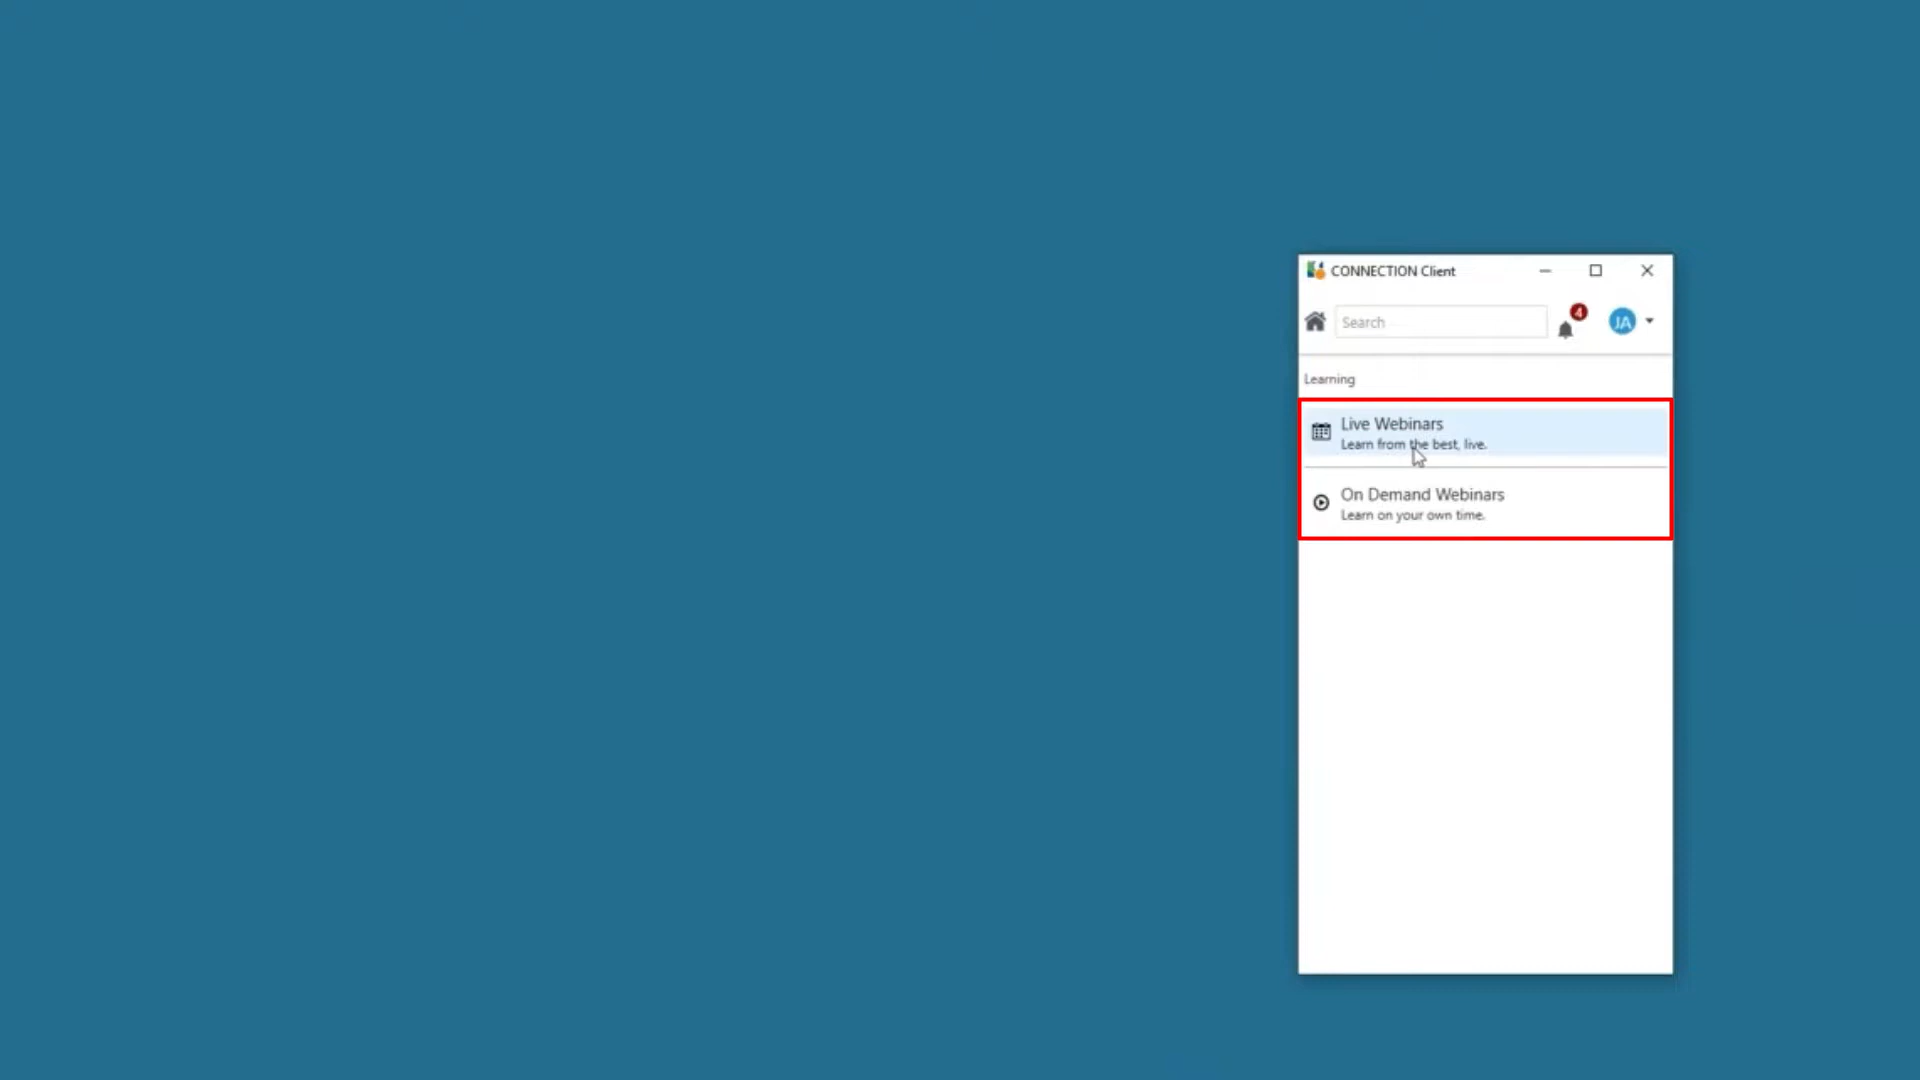 CONNECTION Client
Search
4
JA
Learning
Live Webinars
Learn from the best, live.
On Demand Webinars
Learn on your own time.